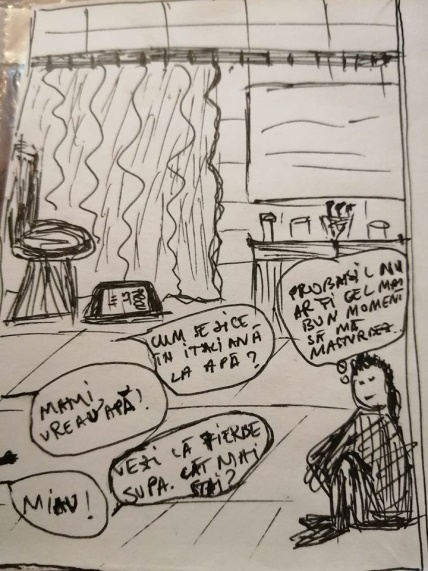 PROBABIL NU
AR FI CEL MAI
BUN MOMENT
SĂ MĂ
MASTURBEZ..
CUM SE ZICE
ÎN ITALIANĂ
LA APĂ?
MAMI
VREAU APĂ!
VEZI CĂ FIERBE
SUPA. CÂT MAI
STAI?
MIAU!